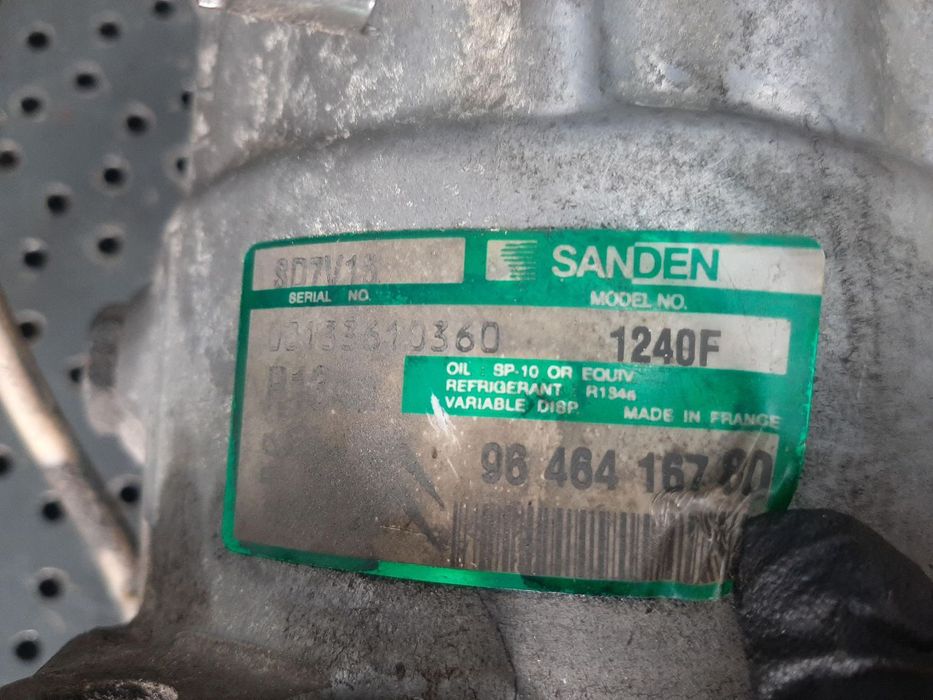 SD7V16
SANDEN
SERIAL NO.
MODEL NO.
03133610360
1240F
OIL : SP-10 OR EQUIV
REFRIGERANT : R134a
VARIABLE DISP.
MADE IN FRANCE
96 464 167 80